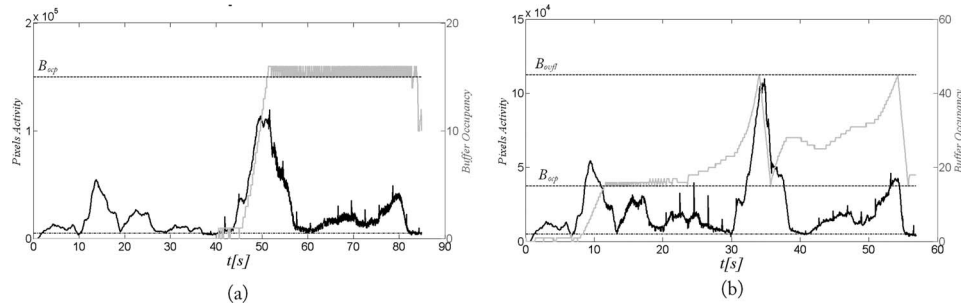 2 x 10^5
20
B_ocp
Pixels Activity
1
10
Buffer Occupancy
0
0
0 10 20 30 40 50 60 70 80 90
t[s]
(a)
15 x 10^4
60
B_ovfl
10
40
Pixels Activity
Buffer Occupancy
B_ocp
5
20
0
0
0 10 20 30 40 50 60
t[s]
(b)